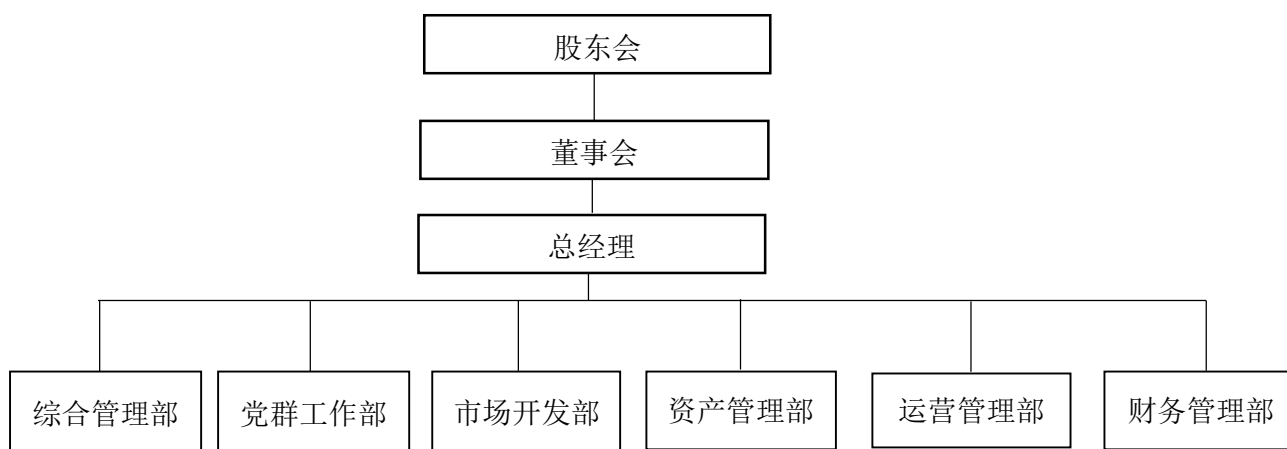 股东会
董事会
总经理
综合管理部
党群工作部
市场开发部
资产管理部
运营管理部
财务管理部